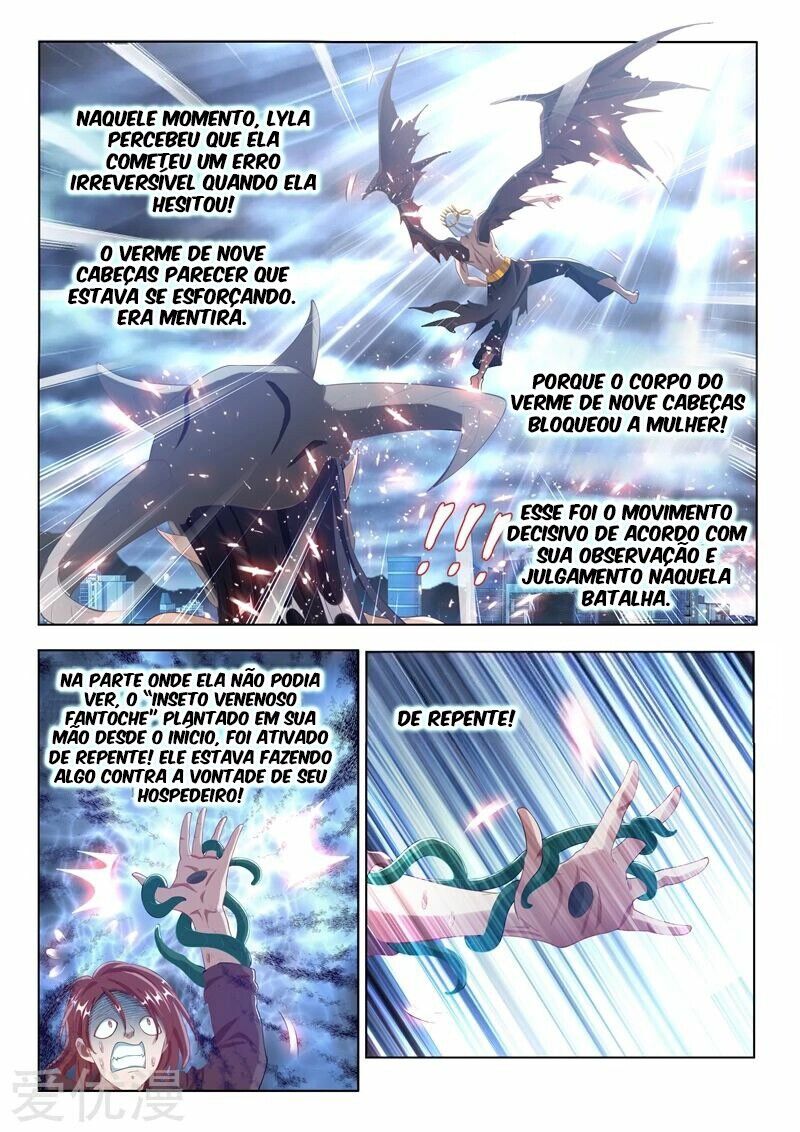 NAQUELE MOMENTO, LYLA
PERCEBEU QUE ELA
COMETEU UM ERRO
IRREVERSÍVEL QUANDO ELA
HESITOU!
O VERME DE NOVE
CABEÇAS PARECER QUE
ESTAVA SE ESFORÇANDO.
ERA MENTIRA.
PORQUE O CORPO DO
VERME DE NOVE CABEÇAS
BLOQUEOU A MULHER!
!!!
ESSE FOI O MOVIMENTO
DECISIVO DE ACORDO COM
SUA OBSERVAÇÃO E
JULGAMENTO NAQUELA
BATALHA.
NA PARTE ONDE ELA NÃO PODIA
VER, O "INSETO VENENOSO
FANTOCHE", PLANTADO EM SUA
MÃO DESDE O INÍCIO, FOI ATIVADO
DE REPENTE! ELE ESTAVA FAZENDO
ALGO CONTRA A VONTADE DE SEU
HOSPEDEIRO!
DE REPENTE!
爱优漫